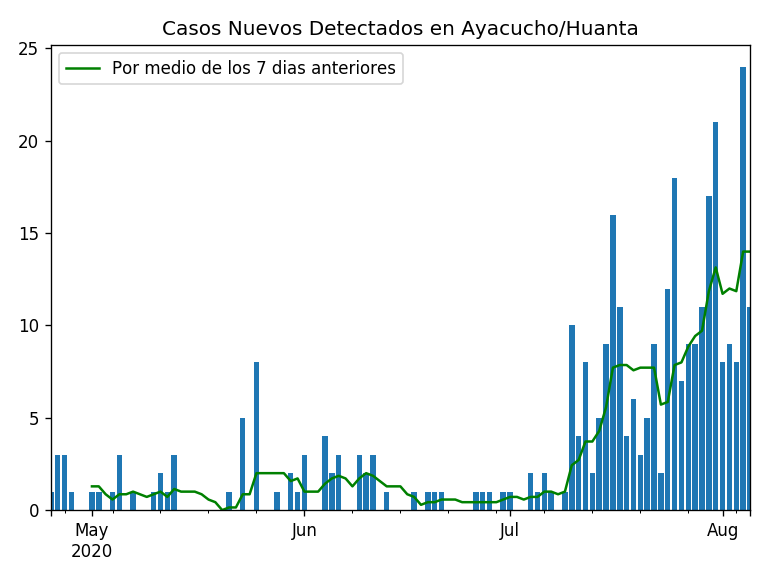 Casos Nuevos Detectados en Ayacucho/Huanta
Por medio de los 7 dias anteriores
25
20
15
10
5
0
May
2020
Jun
Jul
Aug